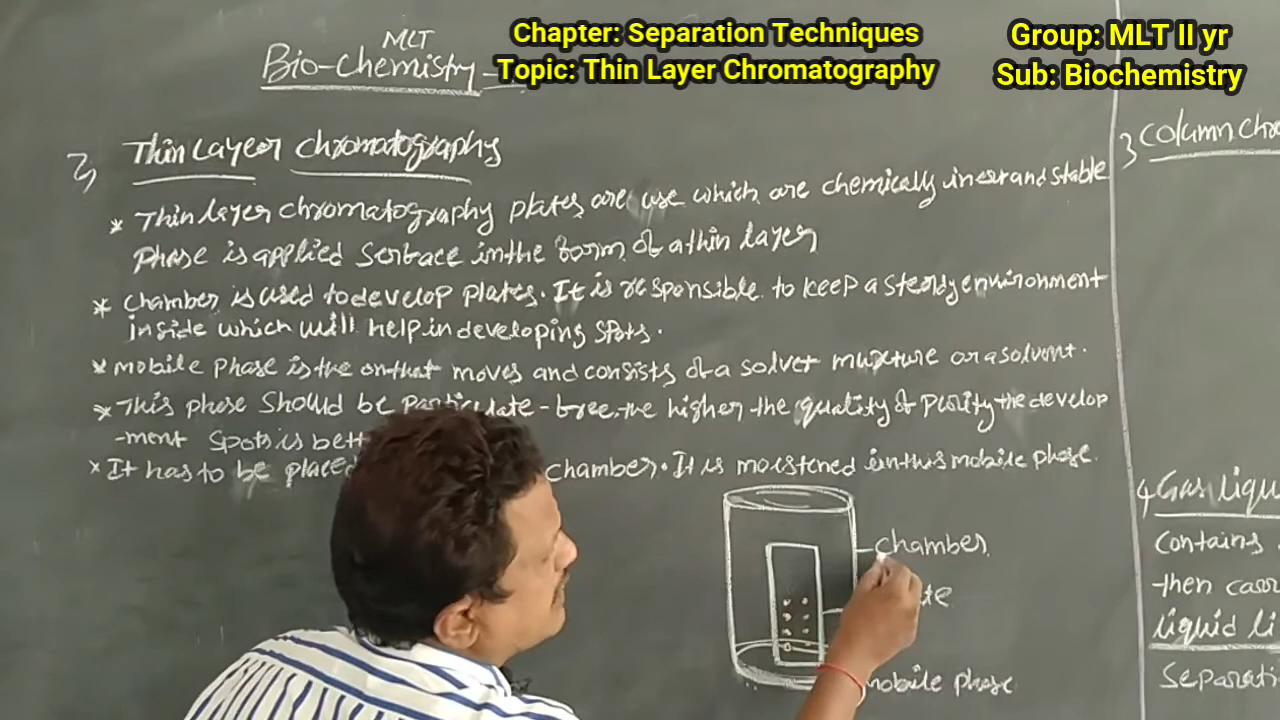 Chapter: Separation Techniques
Topic: Thin Layer Chromatography
Group: MLT II yr
Sub: Biochemistry
MLT
Bio-Chemistry -
Thin Layer chromatography
* Thin layer chromatography plates are use which are chemically inert and stable
phase is applied surface in the form of a thin layer
* chamber is used to develop plates. It is responsible to keep a steady environment
inside which will help in developing spots.
* mobile phase is the on that moves and consists of a solvet muxture or a solvent.
* This phase should be particulate-free. the higher the quality of purity the develop
-ment spots is bett
* It has to be placed chamber. It is moistened in this mobile phase.
chamber
te
mobile phase
3 Column chro
4 Gas liqu
Contains
then carr
liquid li
Separati